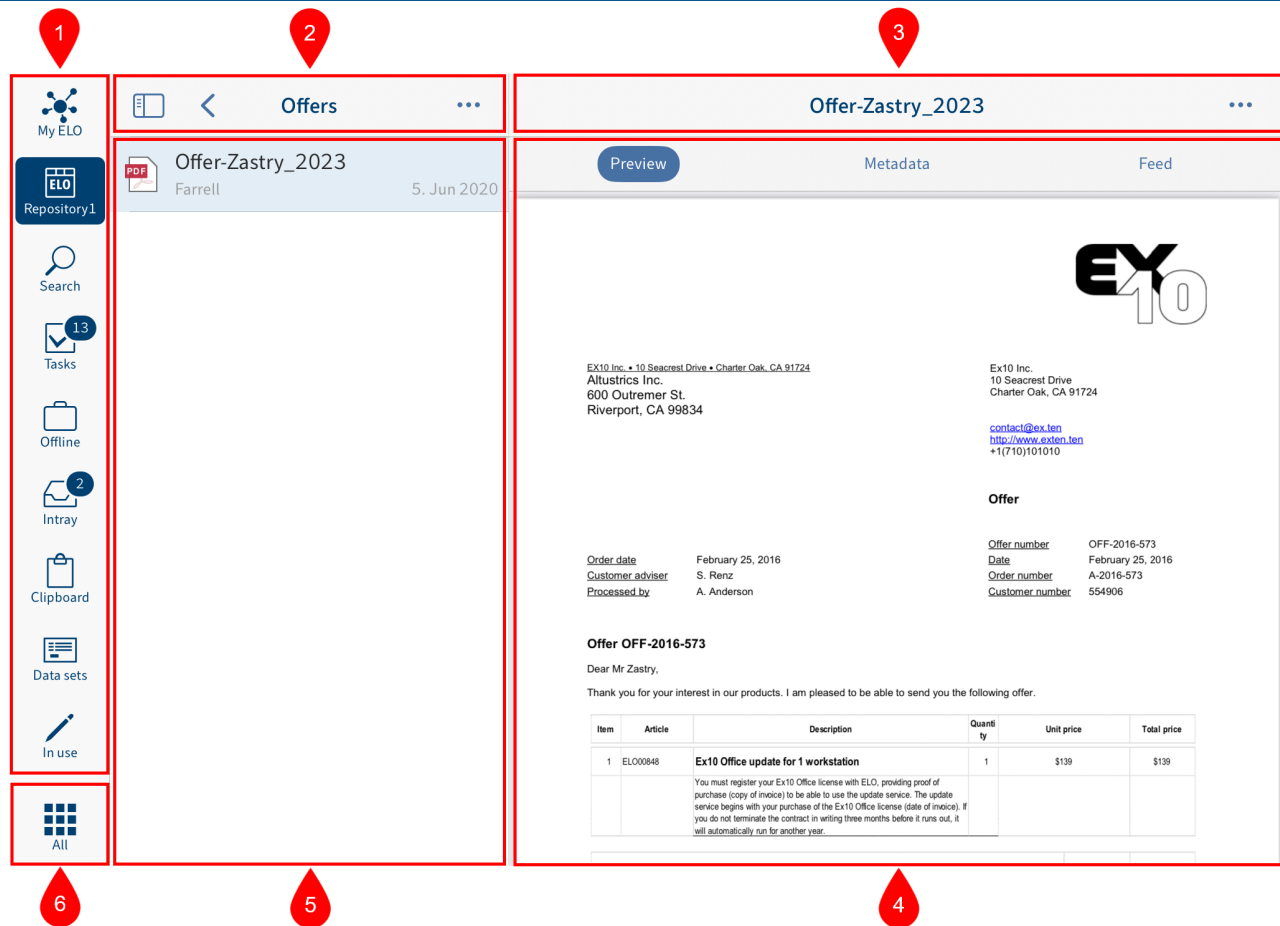 1
2
3
My ELO
ELO
Repository1
Search
13
Tasks
Offline
2
Intray
Clipboard
Data sets
In use
All
Offers
PDF
Offer-Zastry_2023
Farrell 5. Jun 2020
Offer-Zastry_2023
Preview Metadata Feed
EX10
EX10 Inc. • 10 Seacrest Drive • Charter Oak, CA 91724
Altustrics Inc.
600 Outremer St.
Riverport, CA 99834
Ex10 Inc.
10 Seacrest Drive
Charter Oak, CA 91724
contact@ex.ten
http://www.exten.ten
+1(710)101010
Offer
Offer number OFF-2016-573
Date February 25, 2016
Order number A-2016-573
Customer number 554906
Order date February 25, 2016
Customer adviser S. Renz
Processed by A. Anderson
Offer OFF-2016-573
Dear Mr Zastry,
Thank you for your interest in our products. I am pleased to be able to send you the following offer.
Item Article Description Quanti
ty Unit price Total price
1 ELO00848 Ex10 Office update for 1 workstation 1 $139 $139
You must register your Ex10 Office license with ELO, providing proof of
purchase (copy of invoice) to be able to use the update service. The update
service begins with your purchase of the Ex10 Office license (date of invoice). If
you do not terminate the contract in writing three months before it runs out, it
will automatically run for another year.
6
5
4